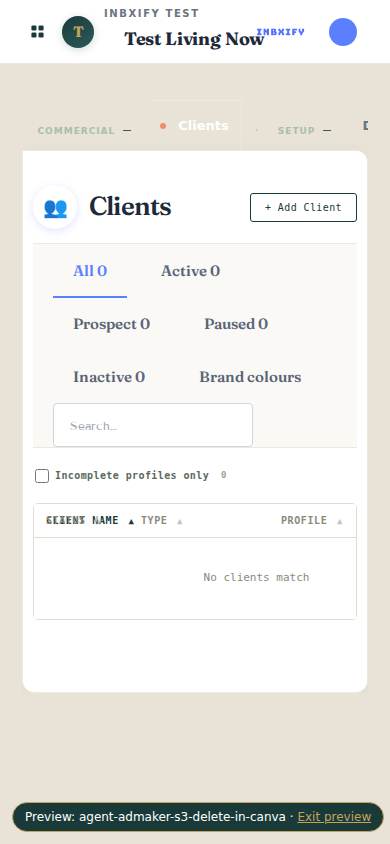 INBXIFY TEST
T
Test Living Now
INBXIFY
COMMERCIAL
Clients
SETUP
👥 Clients
+ Add Client
All 0
Active 0
Prospect 0
Paused 0
Inactive 0
Brand colours
Search…
Incomplete profiles only 0
CLIENT NAME ▲ TYPE ▲ PROFILE ▲
No clients match
Preview: agent-admaker-s3-delete-in-canva · Exit preview